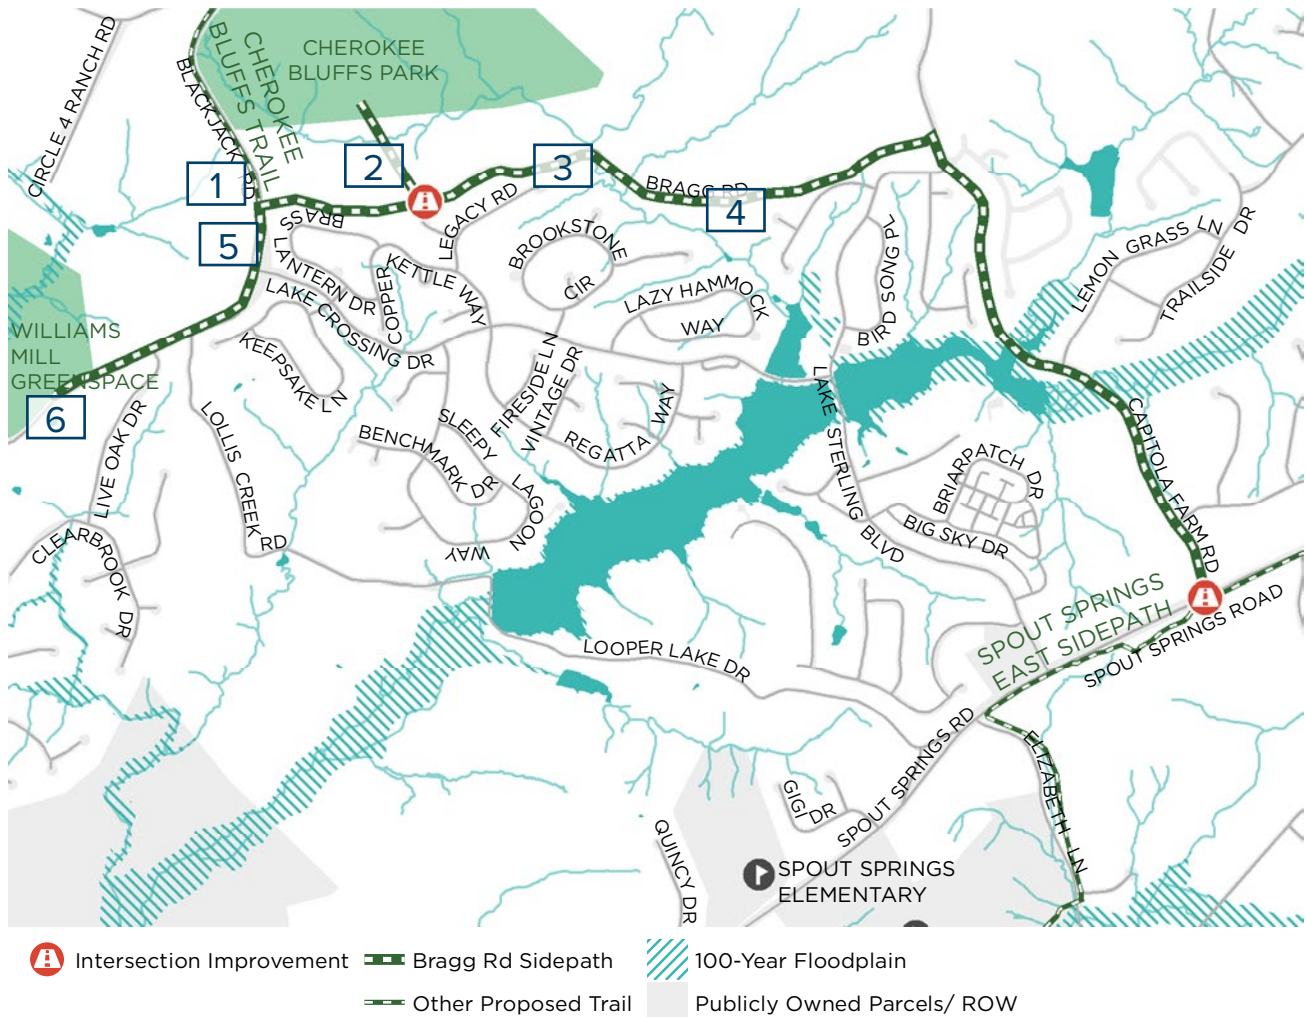 CIRCLE 4 RANCH RD
BLACKJACK RD
CHEROKEE
BLUFFS TRAIL
CHEROKEE
BLUFFS PARK
1
2
3
4
5
6
BRAGG RD
LEGACY RD
BRASS
LANTERN DR
COPPER
KETTLE WAY
BROOKSTONE
CIR
LAZY HAMMOCK
WAY
BIRD SONG PL
LEMON GRASS LN
TRAILSIDE DR
LAKE CROSSING DR
KEEPSAKE LN
WILLIAMS
MILL
GREENSPACE
LIVE OAK DR
LOLLIS CREEK RD
CLEARBROOK DR
BENCHMARK DR
SLEEPY
LAGOON
WAY
FIRESIDE LN
VINTAGE DR
REGATTA WAY
LAKE STERLING BLVD
BRIARPATCH DR
BIG SKY DR
CAPITOLA FARM RD
SPOUT SPRINGS
EAST SIDEPATH
SPOUT SPRINGS ROAD
LOOPER LAKE DR
SPOUT SPRINGS RD
ELIZABETH LN
GIGI DR
QUINCY DR
SPOUT SPRINGS
ELEMENTARY
Intersection Improvement
Bragg Rd Sidepath
100-Year Floodplain
Other Proposed Trail
Publicly Owned Parcels/ ROW